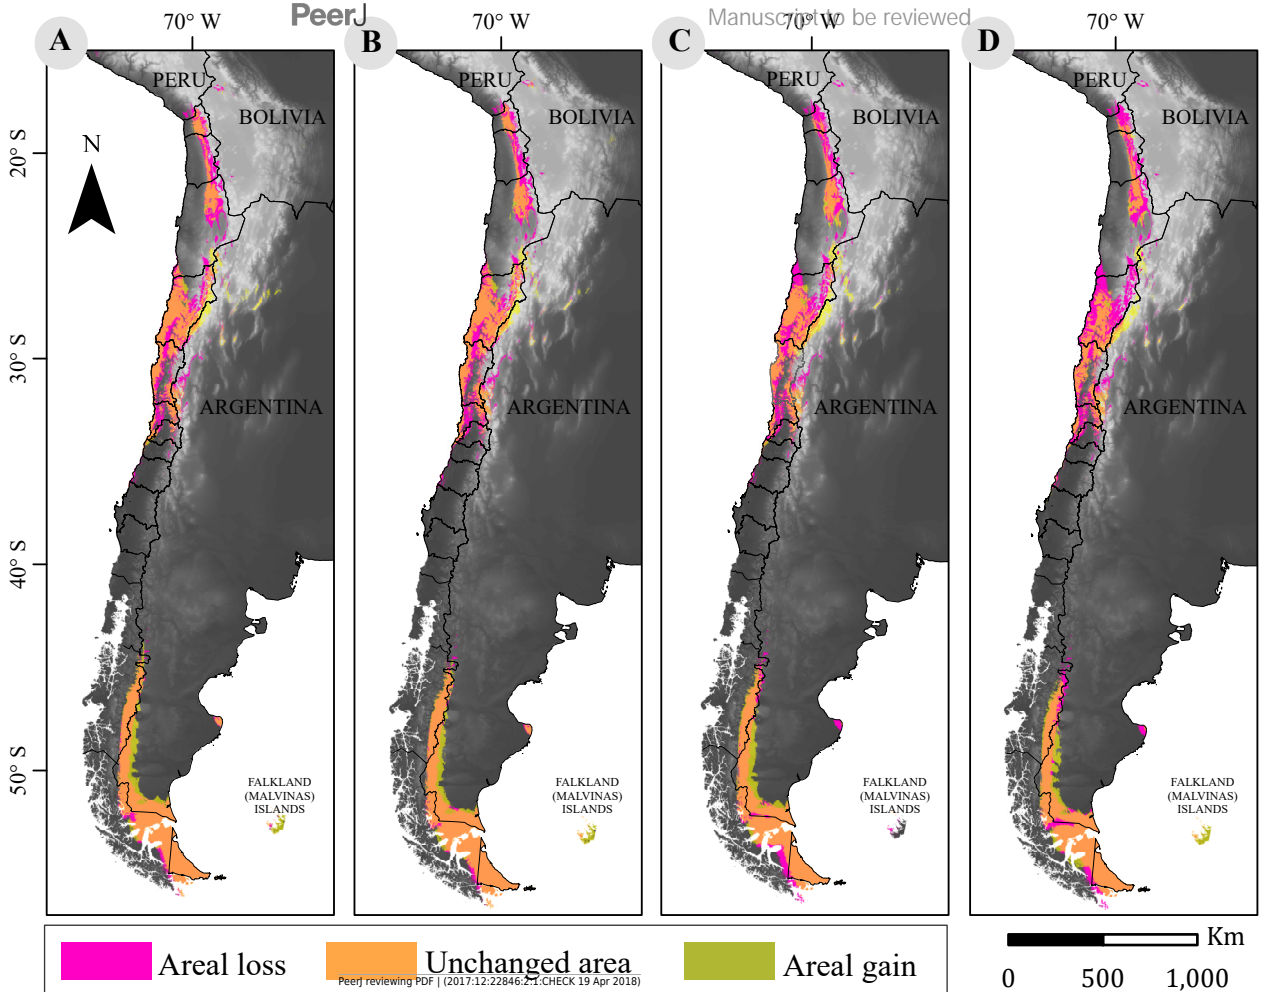 PeerJ
Manuscript to be reviewed
70° W
70° W
70° W
70° W
A
B
C
D
PERU
PERU
PERU
PERU
BOLIVIA
BOLIVIA
BOLIVIA
BOLIVIA
20° S
N
30° S
ARGENTINA
ARGENTINA
ARGENTINA
ARGENTINA
40° S
50° S
FALKLAND
(MALVINAS)
ISLANDS
FALKLAND
(MALVINAS)
ISLANDS
FALKLAND
(MALVINAS)
ISLANDS
FALKLAND
(MALVINAS)
ISLANDS
Areal loss
Unchanged area
Areal gain
Km
0 500 1,000
PeerJ reviewing PDF | (2017:12:22846:2:1:CHECK 19 Apr 2018)